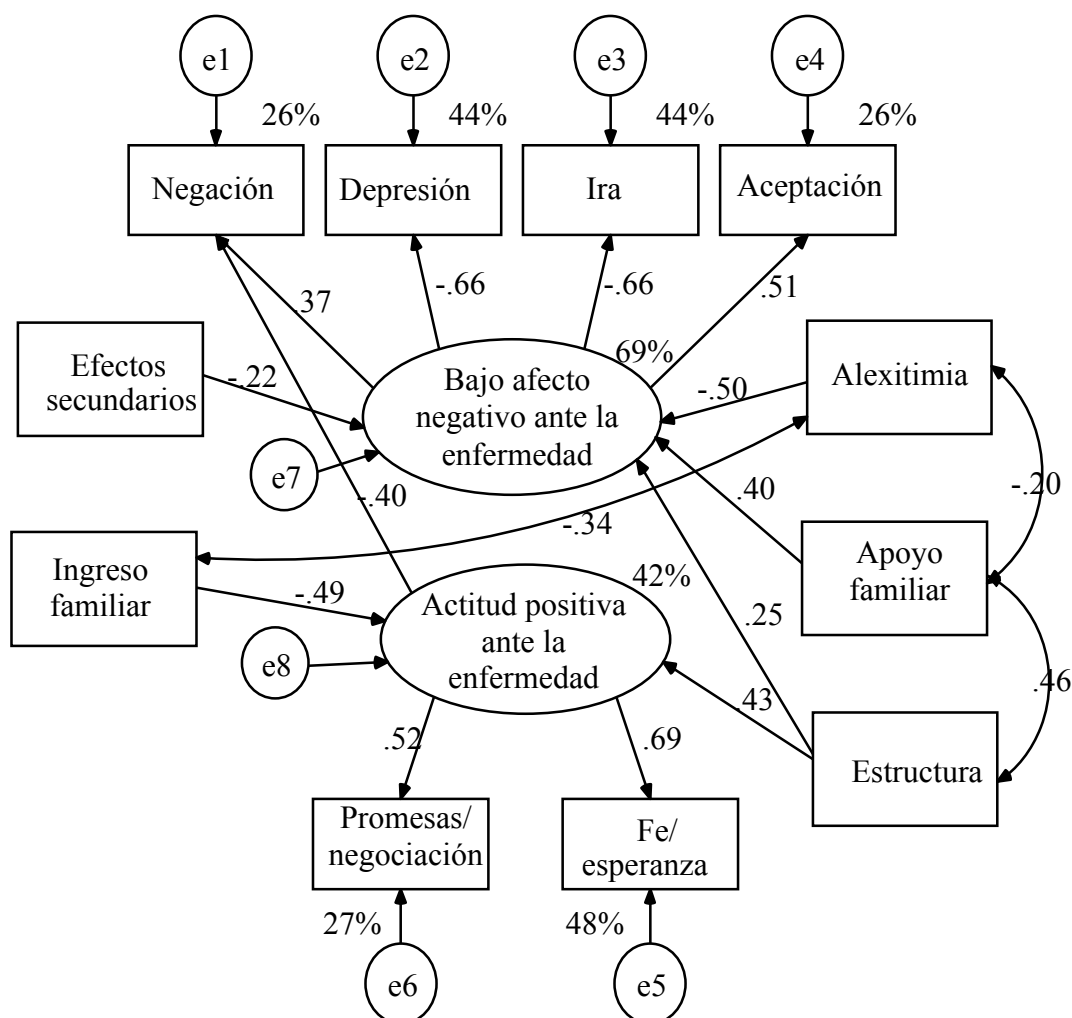 e1
e2
e3
e4
26%
44%
44%
26%
Negación
Depresión
Ira
Aceptación
.37
-.66
-.66
.51
Efectos
secundarios
-.22
69%
Bajo afecto
negativo ante la
enfermedad
-.50
Alexitimia
e7
-.40
.40
-.20
-.34
Ingreso
familiar
-.49
42%
Actitud positiva
ante la
enfermedad
.25
Apoyo
familiar
e8
.43
.46
.52
.69
Estructura
Promesas/
negociación
Fe/
esperanza
27%
48%
e6
e5